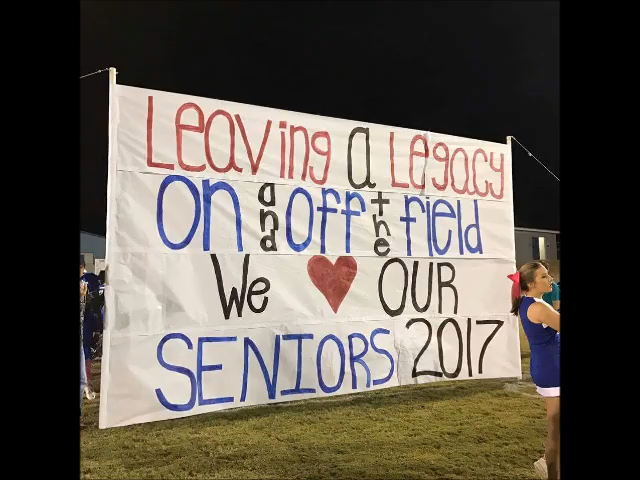 Leaving a Legacy
on and off the field
We ♥ OUR
SENIORS 2017